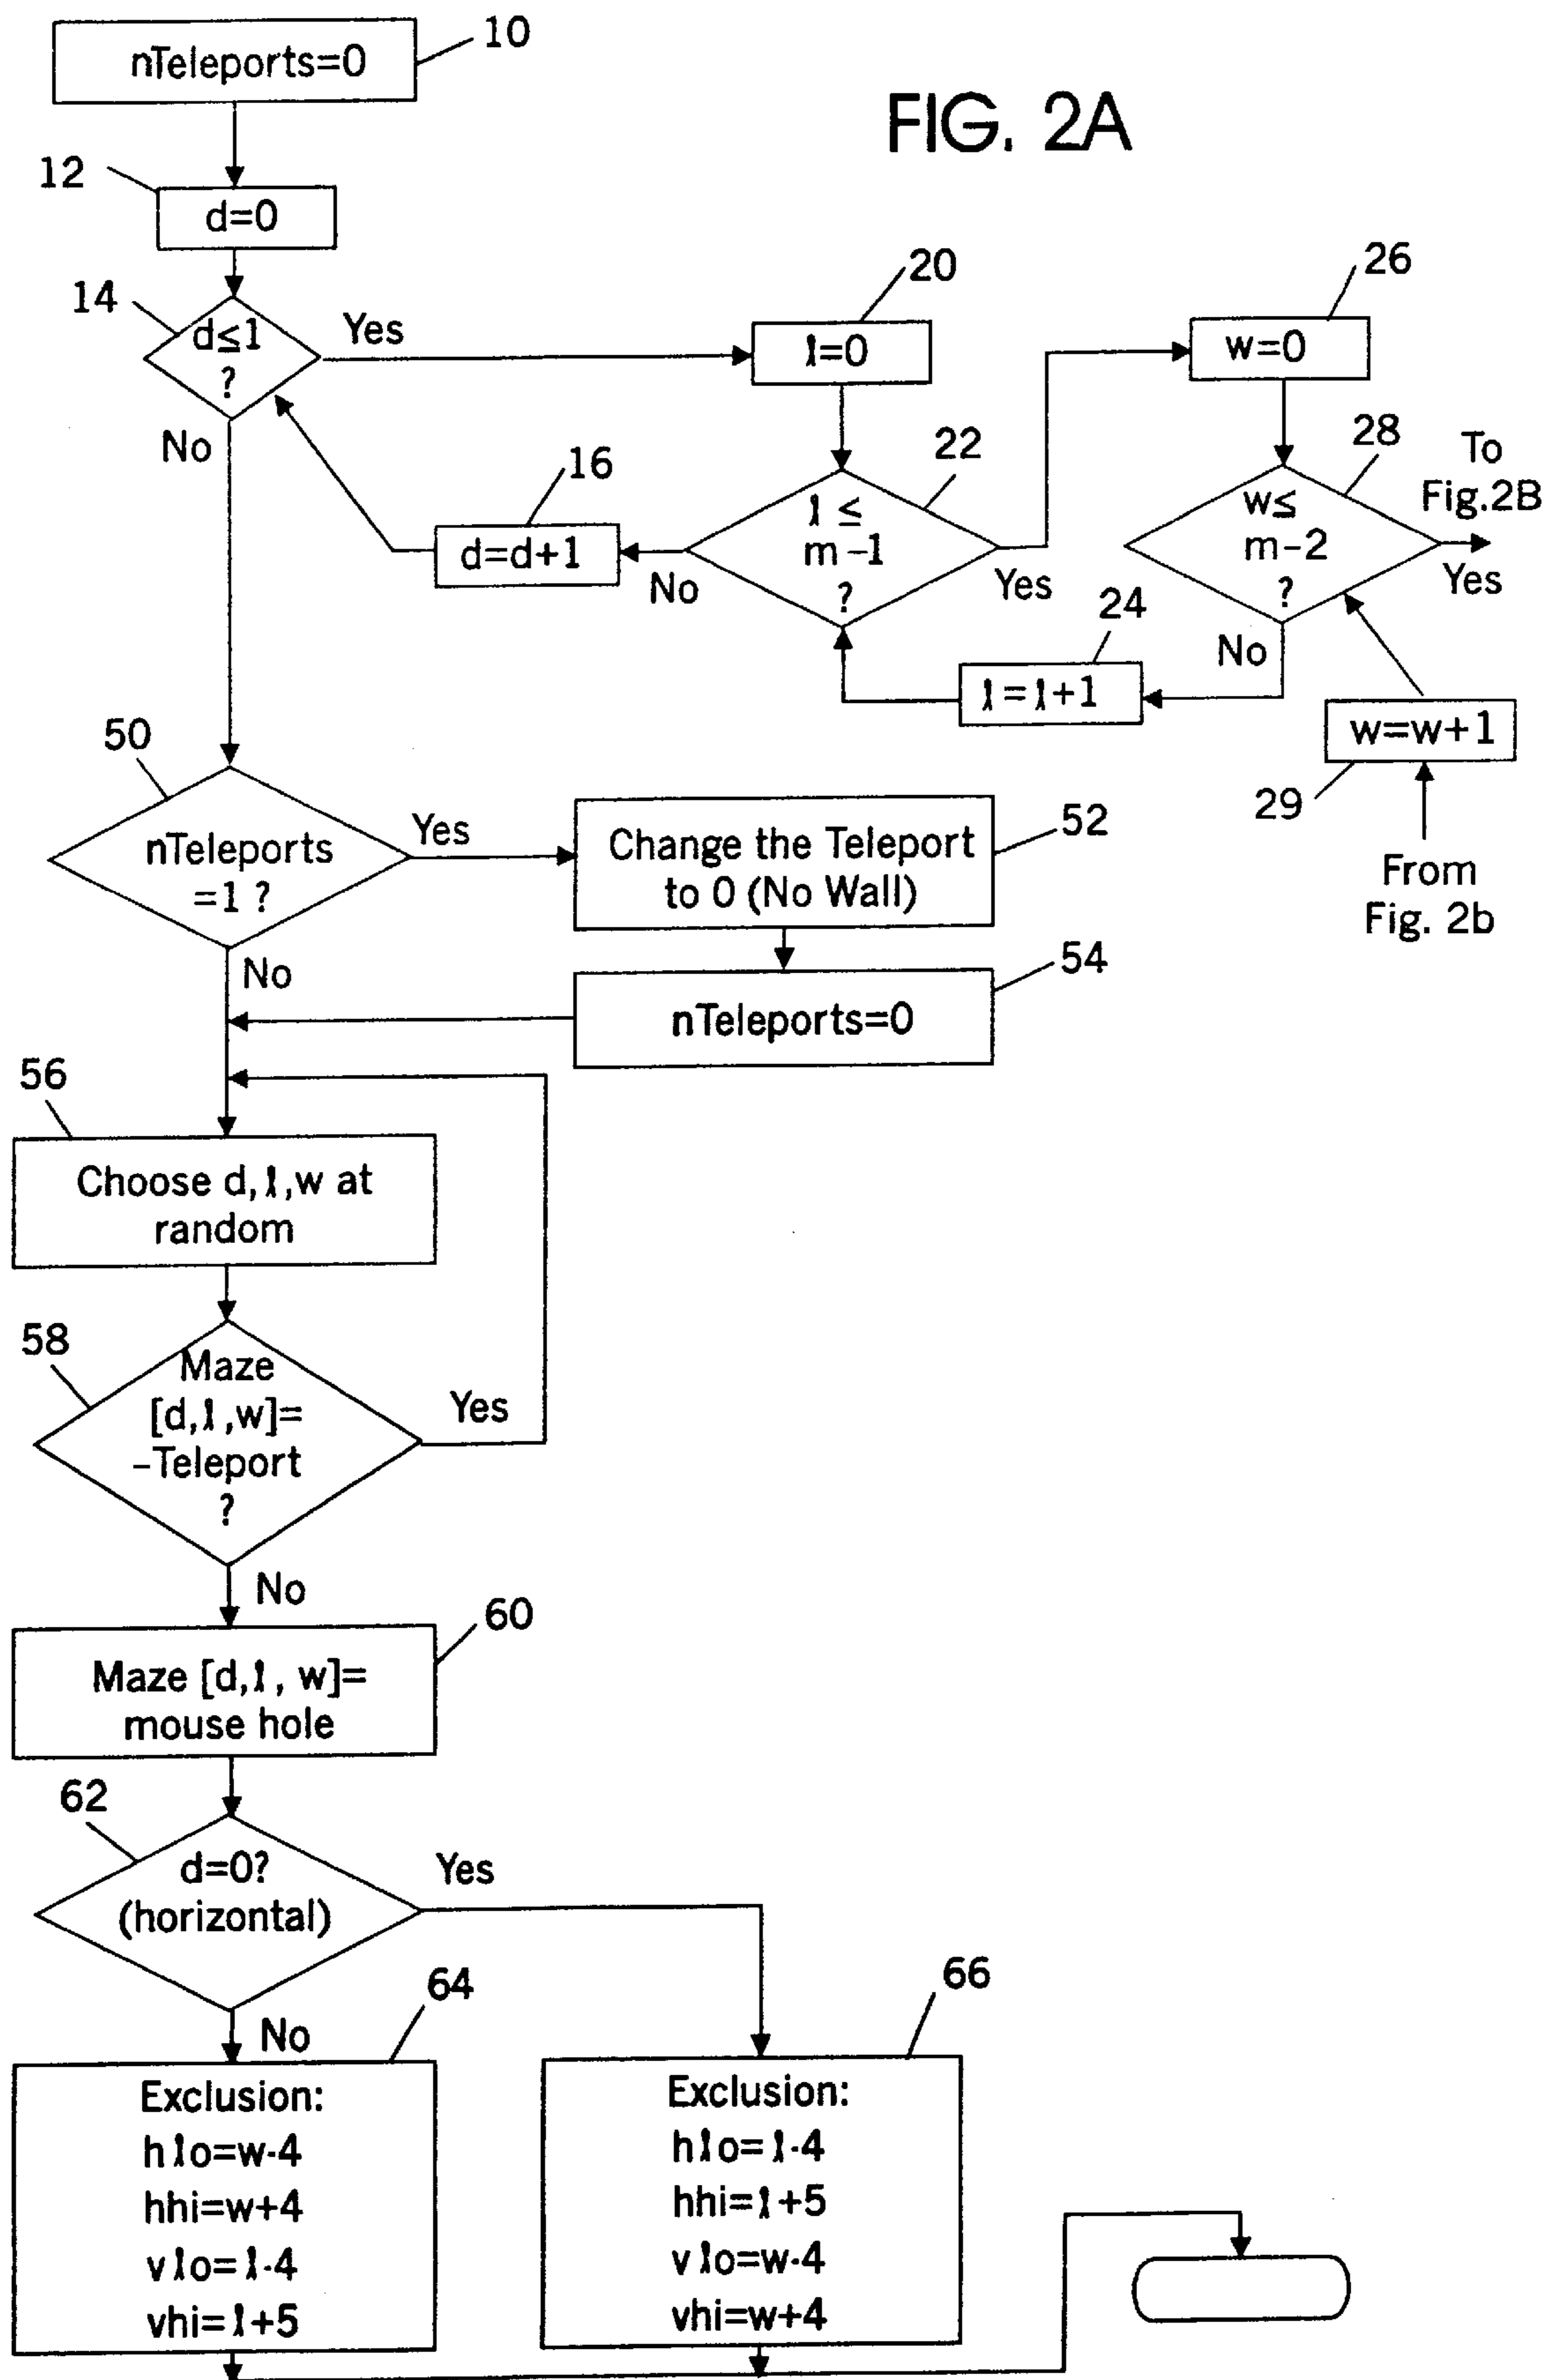 10
nTeleports=0
FIG. 2A
12
d=0
14
d≤1
?
Yes
No
20
l=0
26
w=0
22
l ≤
m-1
?
No
Yes
16
d=d+1
28
w≤
m-2
?
To
Fig.2B
Yes
No
24
l=l+1
w=w+1
29
From
Fig. 2b
50
nTeleports
=1 ?
Yes
No
Change the Teleport
to 0 (No Wall)
52
54
nTeleports=0
56
Choose d,l,w at
random
58
Maze
[d,l,w]=
-Teleport
?
Yes
No
60
Maze [d,l, w]=
mouse hole
62
d=0?
(horizontal)
Yes
No
64
Exclusion:
hlo=w-4
hhi=w+4
vlo=l-4
vhi=l+5
66
Exclusion:
hlo=l-4
hhi=l+5
vlo=w-4
vhi=w+4